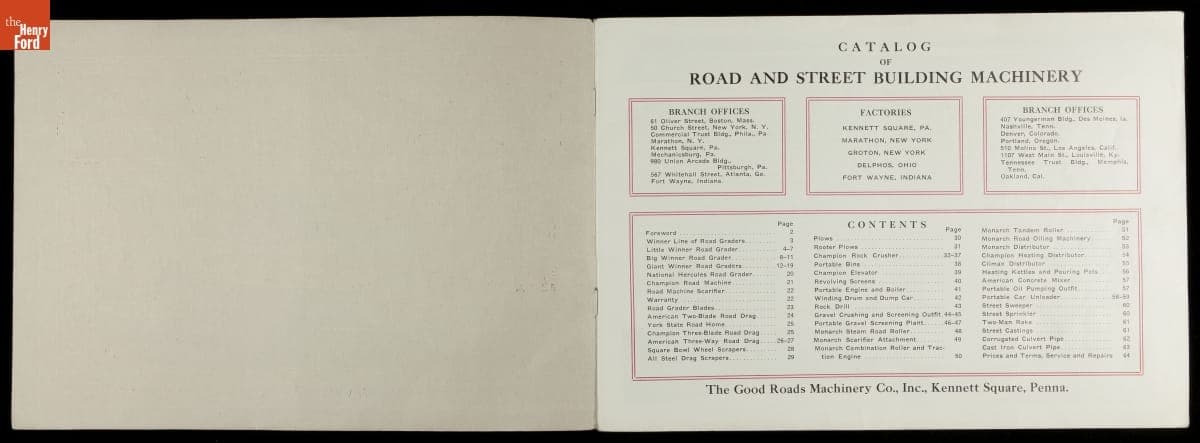 the
Henry
Ford
CATALOG
OF
ROAD AND STREET BUILDING MACHINERY
BRANCH OFFICES
61 Oliver Street, Boston, Mass.
50 Church Street, New York, N. Y.
Commercial Trust Bldg., Phila., Pa.
Marathon, N. Y.
Kennett Square, Pa.
Mechanicsburg, Pa.
980 Union Arcade Bldg.,
Pittsburgh, Pa.
567 Whitehall Street, Atlanta, Ga.
Fort Wayne, Indiana.
FACTORIES
KENNETT SQUARE, PA.
MARATHON, NEW YORK
GROTON, NEW YORK
DELPHOS, OHIO
FORT WAYNE, INDIANA
BRANCH OFFICES
407 Youngerman Bldg., Des Moines, Ia.
Nashville, Tenn.
Denver, Colorado.
Portland, Oregon.
510 Molino St., Los Angeles, Calif.
1107 West Main St., Louisville, Ky.
Tennessee Trust Bldg., Memphis,
Tenn.
Oakland, Cal.
CONTENTS
Page
Foreword 2
Winner Line of Road Graders 3
Little Winner Road Grader 4-7
Big Winner Road Grader 8-11
Giant Winner Road Graders 12-19
National Hercules Road Grader 20
Champion Road Machine 21
Road Machine Scarifier 22
Warranty 22
Road Grader Blades 23
American Two-Blade Road Drag 24
York State Road Hone 25
Champion Three-Blade Road Drag 25
American Three-Way Road Drag 26-27
Square Bowl Wheel Scrapers 28
All Steel Drag Scrapers 29
Page
Plows 30
Rooter Plows 31
Champion Rock Crusher 32-37
Portable Bins 38
Champion Elevator 39
Revolving Screens 40
Portable Engine and Boiler 41
Winding Drum and Dump Car 42
Rock Drill 43
Gravel Crushing and Screening Outfit 44-45
Portable Gravel Screening Plant 46-47
Monarch Steam Road Roller 48
Monarch Scarifier Attachment 49
Monarch Combination Roller and Trac-
tion Engine 50
Page
Monarch Tandem Roller 51
Monarch Road Oiling Machinery 52
Monarch Distributor 53
Champion Heating Distributor 54
Climax Distributor 55
Heating Kettles and Pouring Pots 56
American Concrete Mixer 57
Portable Oil Pumping Outfit 57
Portable Car Unloader 58-59
Street Sweeper 60
Street Sprinkler 60
Two-Man Rake 61
Street Castings 61
Corrugated Culvert Pipe 62
Cast Iron Culvert Pipe 63
Prices and Terms, Service and Repairs 64
The Good Roads Machinery Co., Inc., Kennett Square, Penna.